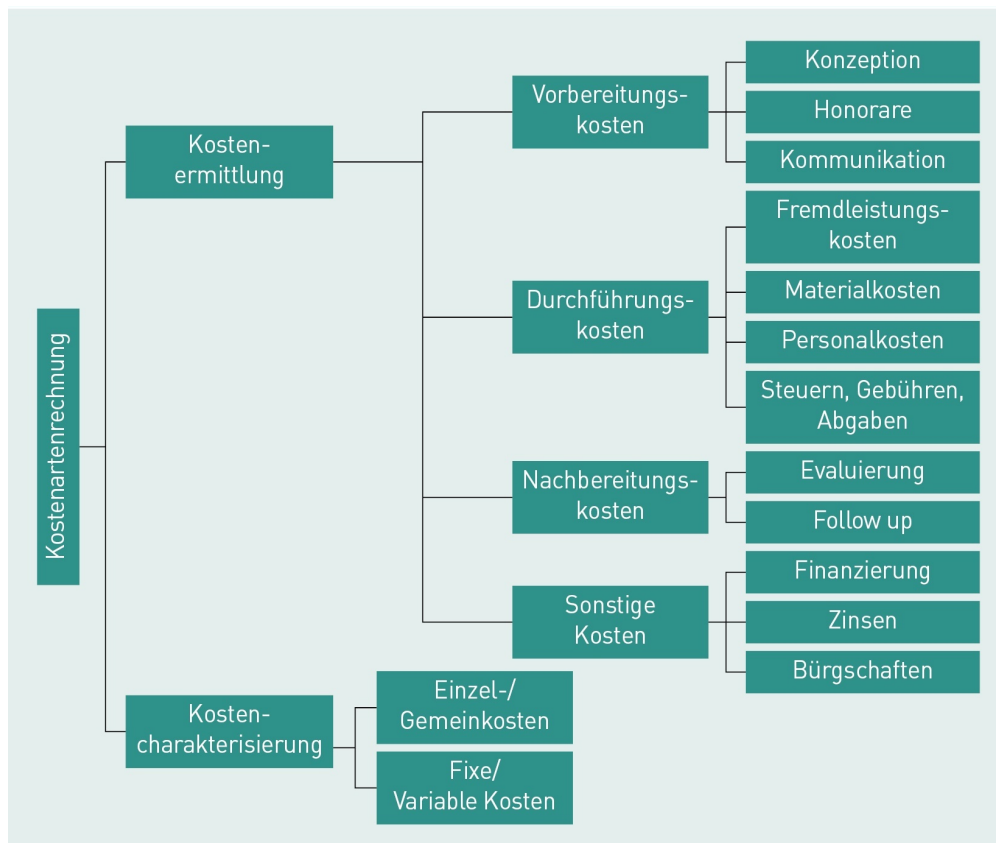 Kostenartenrechnung
Kosten-
ermittlung
Vorbereitungs-
kosten
Konzeption
Honorare
Kommunikation
Durchführungs-
kosten
Fremdleistungs-
kosten
Materialkosten
Personalkosten
Steuern, Gebühren,
Abgaben
Nachbereitungs-
kosten
Evaluierung
Follow up
Sonstige
Kosten
Finanzierung
Zinsen
Bürgschaften
Kosten-
charakterisierung
Einzel-/
Gemeinkosten
Fixe/
Variable Kosten